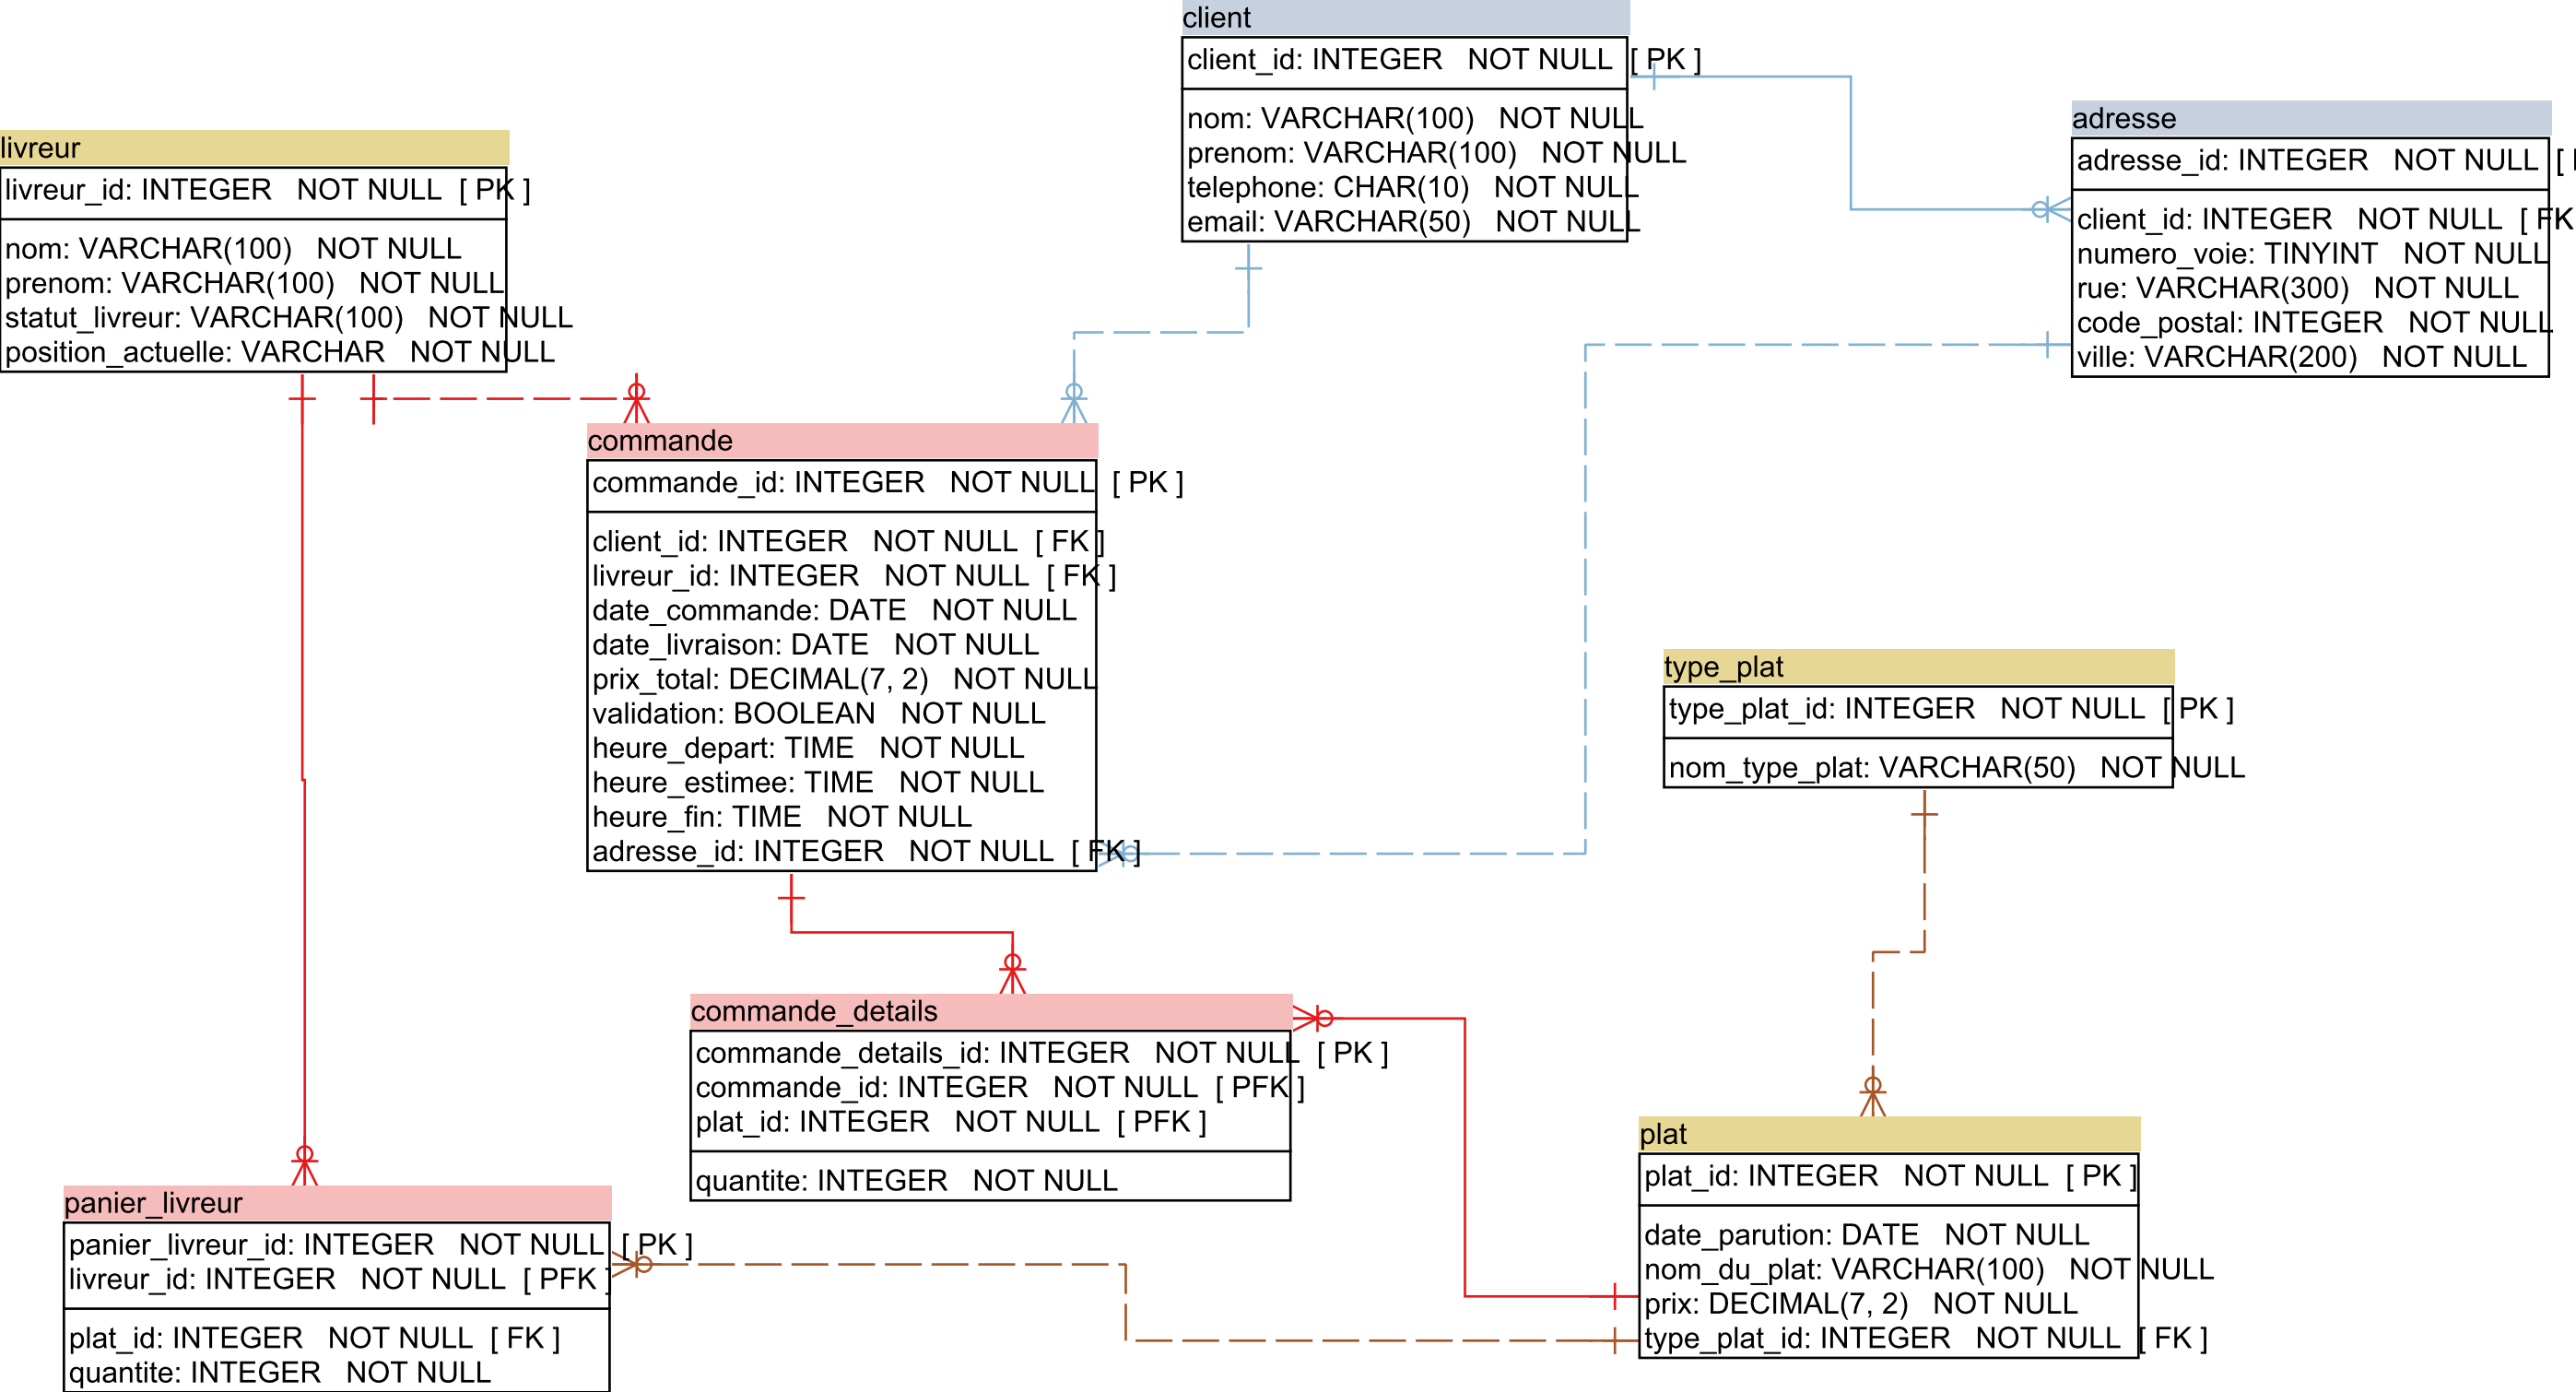 client
client_id: INTEGER NOT NULL [ PK ]
nom: VARCHAR(100) NOT NULL
prenom: VARCHAR(100) NOT NULL
telephone: CHAR(10) NOT NULL
email: VARCHAR(50) NOT NULL
adresse
adresse_id: INTEGER NOT NULL [
client_id: INTEGER NOT NULL [ FK
numero_voie: TINYINT NOT NULL
rue: VARCHAR(300) NOT NULL
code_postal: INTEGER NOT NULL
ville: VARCHAR(200) NOT NULL
livreur
livreur_id: INTEGER NOT NULL [ PK ]
nom: VARCHAR(100) NOT NULL
prenom: VARCHAR(100) NOT NULL
statut_livreur: VARCHAR(100) NOT NULL
position_actuelle: VARCHAR NOT NULL
commande
commande_id: INTEGER NOT NULL [ PK ]
client_id: INTEGER NOT NULL [ FK ]
livreur_id: INTEGER NOT NULL [ FK ]
date_commande: DATE NOT NULL
date_livraison: DATE NOT NULL
prix_total: DECIMAL(7, 2) NOT NULL
validation: BOOLEAN NOT NULL
heure_depart: TIME NOT NULL
heure_estimee: TIME NOT NULL
heure_fin: TIME NOT NULL
adresse_id: INTEGER NOT NULL [ FK ]
type_plat
type_plat_id: INTEGER NOT NULL [ PK ]
nom_type_plat: VARCHAR(50) NOT NULL
commande_details
commande_details_id: INTEGER NOT NULL [ PK ]
commande_id: INTEGER NOT NULL [ PFK ]
plat_id: INTEGER NOT NULL [ PFK ]
quantite: INTEGER NOT NULL
plat
plat_id: INTEGER NOT NULL [ PK ]
date_parution: DATE NOT NULL
nom_du_plat: VARCHAR(100) NOT NULL
prix: DECIMAL(7, 2) NOT NULL
type_plat_id: INTEGER NOT NULL [ FK ]
panier_livreur
panier_livreur_id: INTEGER NOT NULL [ PK ]
livreur_id: INTEGER NOT NULL [ PFK ]
plat_id: INTEGER NOT NULL [ FK ]
quantite: INTEGER NOT NULL